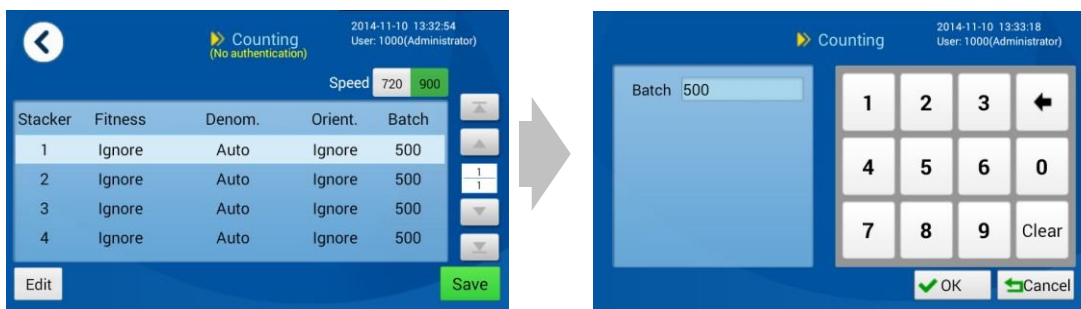 2014-11-10 13:32:54
Counting
User: 1000(Administrator)
(No authentication)
Speed 720 900
Stacker Fitness Denom. Orient. Batch
1 Ignore Auto Ignore 500
2 Ignore Auto Ignore 500
3 Ignore Auto Ignore 500
4 Ignore Auto Ignore 500
1
1
Edit Save
2014-11-10 13:33:18
Counting
User: 1000(Administrator)
Batch 500
1 2 3
4 5 6 0
7 8 9 Clear
OK Cancel